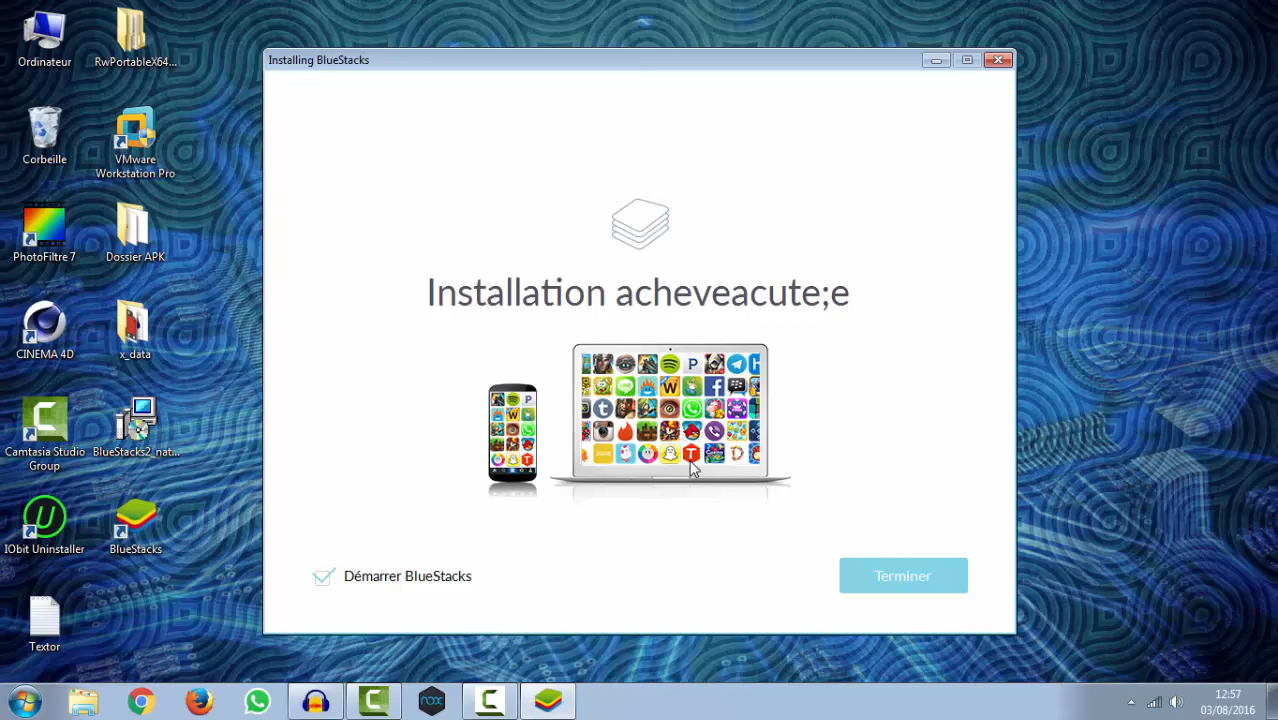 Installing BlueStacks
Ordinateur
RwPortableX64...
Corbeille
VMware
Workstation Pro
PhotoFiltre 7
Dossier APK
CINEMA 4D
x_data
Camtasia Studio
Group
BlueStacks2_nat...
IObit Uninstaller
BlueStacks
Textor
Installation acheveacute;e
Démarrer BlueStacks
Terminer
nox
12:57
03/08/2016